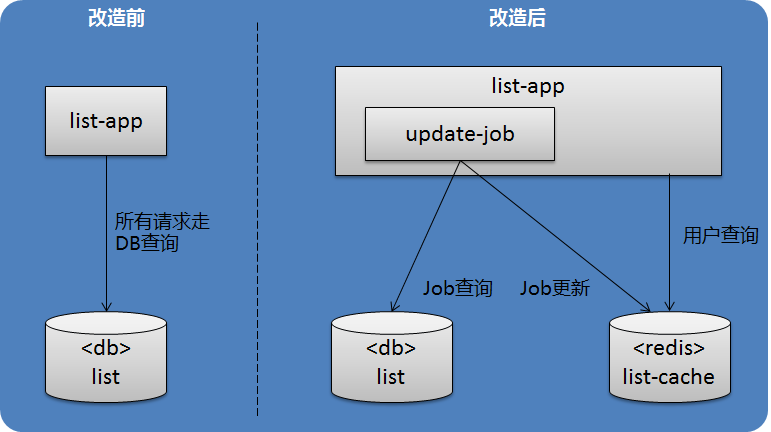 改造前
改造后
list-app
list-app
update-job
所有请求走
DB查询
用户查询
Job查询
Job更新
<db>
list
<db>
list
<redis>
list-cache